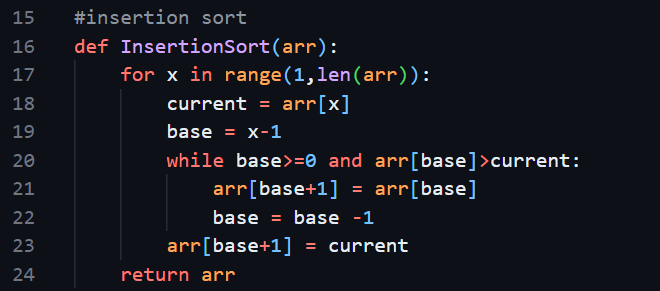 15 #insertion sort
16 def InsertionSort(arr):
17     for x in range(1,len(arr)):
18         current = arr[x]
19         base = x-1
20         while base>=0 and arr[base]>current:
21             arr[base+1] = arr[base]
22             base = base -1
23         arr[base+1] = current
24     return arr